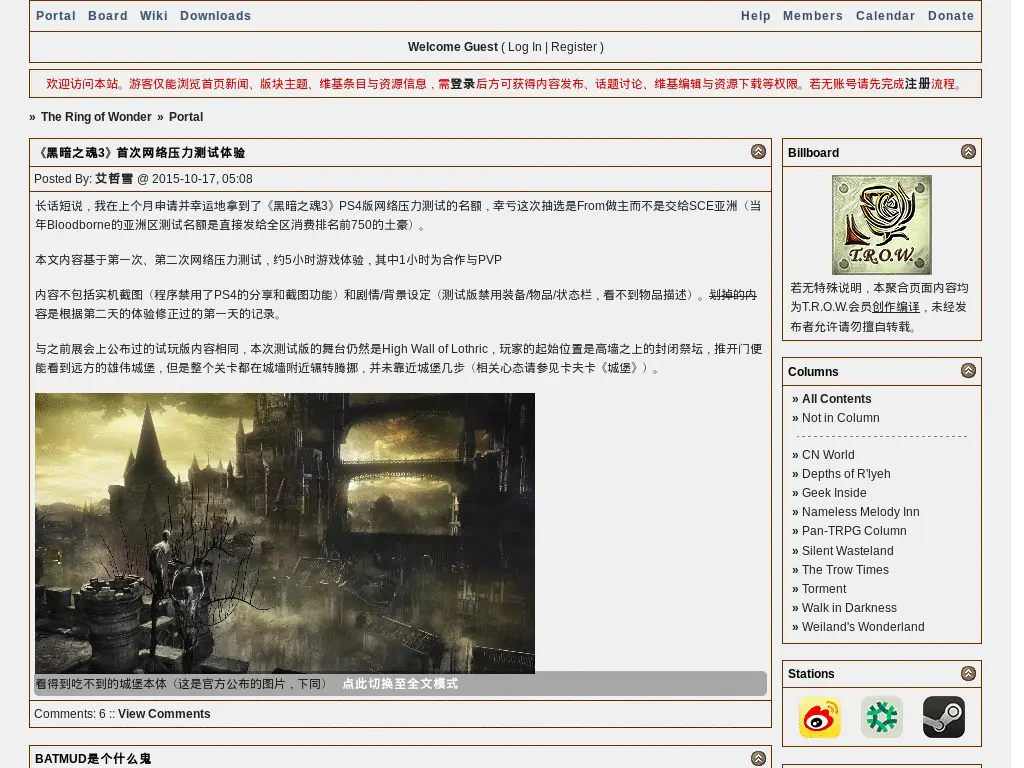 Portal Board Wiki Downloads Help Members Calendar Donate
Welcome Guest ( Log In | Register )
欢迎访问本站。游客仅能浏览首页新闻、版块主题、维基条目与资源信息，需登录后方可获得内容发布、话题讨论、维基编辑与资源下载等权限。若无账号请先完成注册流程。
» The Ring of Wonder » Portal
《黑暗之魂3》首次网络压力测试体验
Posted By: 艾哲雪 @ 2015-10-17, 05:08
长话短说，我在上个月申请并幸运地拿到了《黑暗之魂3》PS4版网络压力测试的名额，幸亏这次抽选是From做主而不是交给SCE亚洲（当
年Bloodborne的亚洲区测试名额是直接发给全区消费排名前750的土豪）。
本文内容基于第一次、第二次网络压力测试，约5小时游戏体验，其中1小时为合作与PVP
内容不包括实机截图（程序禁用了PS4的分享和截图功能）和剧情/背景设定（测试版禁用装备/物品/状态栏，看不到物品描述）。划掉的内
容是根据第二天的体验修正过的第一天的记录。
与之前展会上公布过的试玩版内容相同，本次测试版的舞台仍然是High Wall of Lothric，玩家的起始位置是高墙之上的封闭祭坛，推开门便
能看到远方的雄伟城堡，但是整个关卡都在城墙附近辗转腾挪，并未靠近城堡几步（相关心态请参见卡夫卡《城堡》）。
看得到吃不到的城堡本体（这是官方公布的图片，下同） 点此切换至全文模式
Comments: 6 :: View Comments
BATMUD是个什么鬼
Billboard
T.R.O.W.
若无特殊说明，本聚合页面内容均
为T.R.O.W.会员创作编译，未经发
布者允许请勿擅自转载。
Columns
» All Contents
» Not in Column
» CN World
» Depths of R'lyeh
» Geek Inside
» Nameless Melody Inn
» Pan-TRPG Column
» Silent Wasteland
» The Trow Times
» Torment
» Walk in Darkness
» Weiland's Wonderland
Stations